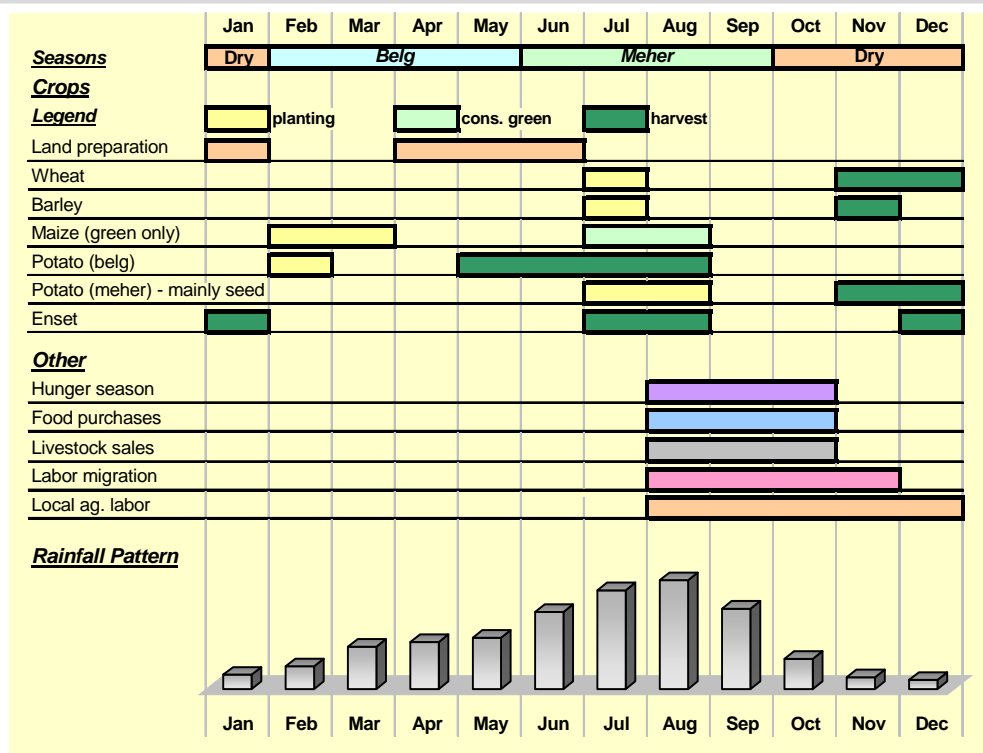 Jan Feb Mar Apr May Jun Jul Aug Sep Oct Nov Dec
Seasons Dry Belg Meher Dry
Crops
Legend planting cons. green harvest
Land preparation
Wheat
Barley
Maize (green only)
Potato (belg)
Potato (meher) - mainly seed
Enset
Other
Hunger season
Food purchases
Livestock sales
Labor migration
Local ag. labor
Rainfall Pattern
Jan Feb Mar Apr May Jun Jul Aug Sep Oct Nov Dec